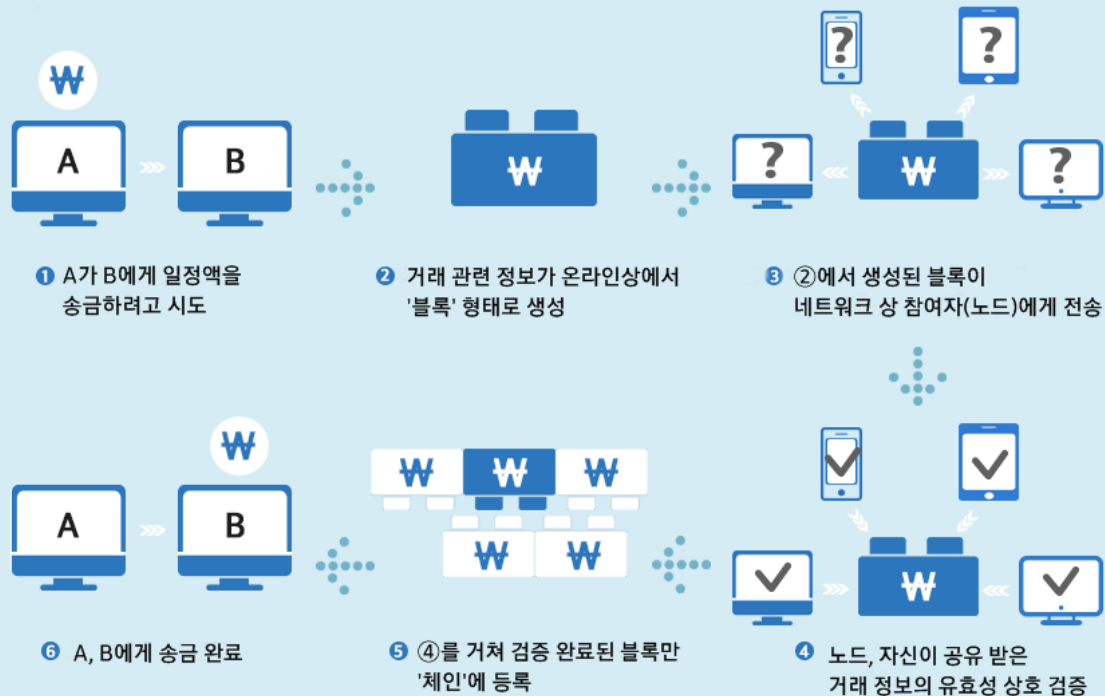 ₩
A
B
₩
?
?
?
₩
?
❶ A가 B에게 일정액을
송금하려고 시도
❷ 거래 관련 정보가 온라인상에서
'블록' 형태로 생성
❸ ②에서 생성된 블록이
네트워크 상 참여자(노드)에게 전송
₩
❹ 노드, 자신이 공유 받은
거래 정보의 유효성 상호 검증
₩ ₩ ₩
₩ ₩
❺ ④를 거쳐 검증 완료된 블록만
'체인'에 등록
₩
A
B
❻ A, B에게 송금 완료